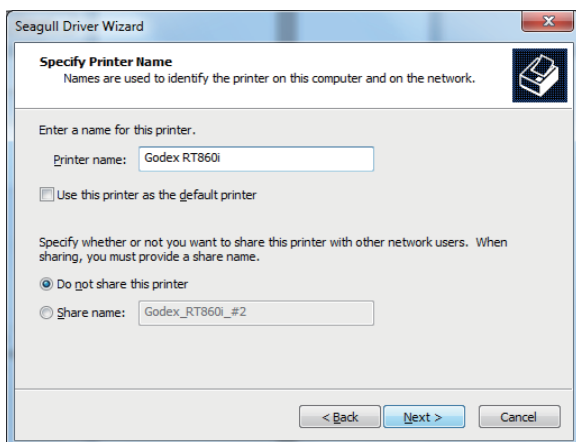 Seagull Driver Wizard
Specify Printer Name
Names are used to identify the printer on this computer and on the network.
Enter a name for this printer.
Printer name: Godex RT860i
Use this printer as the default printer
Specify whether or not you want to share this printer with other network users. When
sharing, you must provide a share name.
Do not share this printer
Share name: Godex_RT860i_#2
< Back Next > Cancel